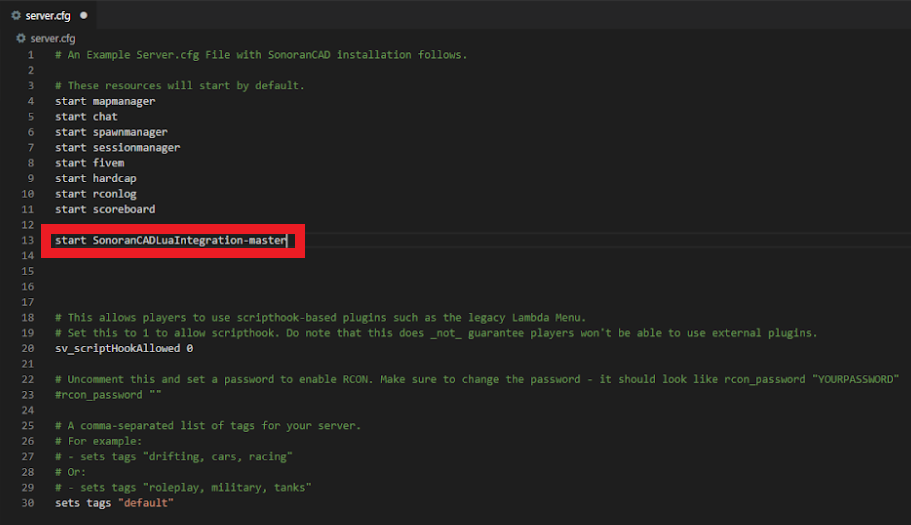 server.cfg
server.cfg
1 # An Example Server.cfg File with SonoranCAD installation follows.
2
3 # These resources will start by default.
4 start mapmanager
5 start chat
6 start spawnmanager
7 start sessionmanager
8 start fivem
9 start hardcap
10 start rconlog
11 start scoreboard
12
13 start SonoranCADLuaIntegration-master
14
15
16
17
18 # This allows players to use scripthook-based plugins such as the legacy Lambda Menu.
19 # Set this to 1 to allow scripthook. Do note that this does _not_ guarantee players won't be able to use external plugins.
20 sv_scriptHookAllowed 0
21
22 # Uncomment this and set a password to enable RCON. Make sure to change the password - it should look like rcon_password "YOURPASSWORD"
23 #rcon_password ""
24
25 # A comma-separated list of tags for your server.
26 # For example:
27 # - sets tags "drifting, cars, racing"
28 # Or:
29 # - sets tags "roleplay, military, tanks"
30 sets tags "default"